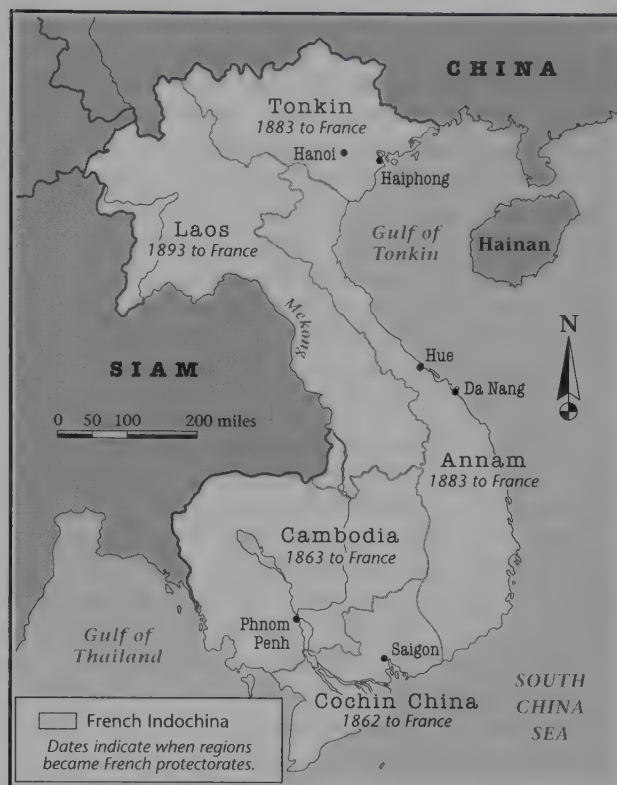 CHINA
Tonkin
1883 to France
Hanoi
Haiphong
Laos
1893 to France
Gulf of
Tonkin
Hainan
Mekong
N
SIAM
Hue
Da Nang
0 50 100 200 miles
Annam
1883 to France
Cambodia
1863 to France
Phnom
Penh
Gulf of
Thailand
Saigon
Cochin China
1862 to France
SOUTH
CHINA
SEA
French Indochina
Dates indicate when regions
became French protectorates.